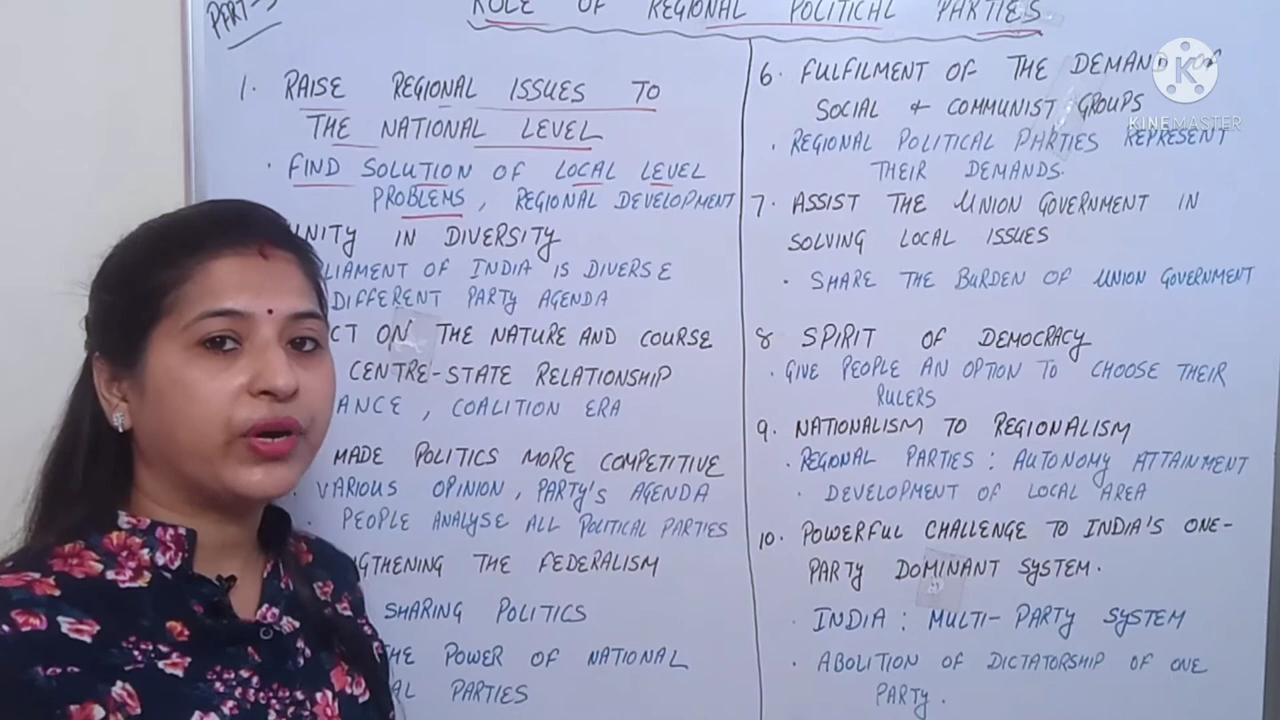 PART-3
ROLE OF REGIONAL POLITICAL PARTIES
1. RAISE REGIONAL ISSUES TO
THE NATIONAL LEVEL
• FIND SOLUTION OF LOCAL LEVEL
PROBLEMS, REGIONAL DEVELOPMENT
UNITY IN DIVERSITY
LIAMENT OF INDIA IS DIVERSE
DIFFERENT PARTY AGENDA
CT ON THE NATURE AND COURSE
CENTRE-STATE RELATIONSHIP
ANCE, COALITION ERA
MADE POLITICS MORE COMPETITIVE
• VARIOUS OPINION, PARTY'S AGENDA
• PEOPLE ANALYSE ALL POLITICAL PARTIES
GTHENING THE FEDERALISM
SHARING POLITICS
THE POWER OF NATIONAL
AL PARTIES
6 FULFILMENT OF THE DEMAND OF
SOCIAL & COMMUNIST GROUPS
• REGIONAL POLITICAL PARTIES REPRESENT
THEIR DEMANDS.
7. ASSIST THE UNION GOVERNMENT IN
SOLVING LOCAL ISSUES
• SHARE THE BURDEN OF UNION GOVERNMENT
8 SPIRIT OF DEMOCRACY
• GIVE PEOPLE AN OPTION TO CHOOSE THEIR
RULERS
9. NATIONALISM TO REGIONALISM
• REGIONAL PARTIES: AUTONOMY ATTAINMENT
• DEVELOPMENT OF LOCAL AREA
10. POWERFUL CHALLENGE TO INDIA'S ONE-
PARTY DOMINANT SYSTEM.
• INDIA: MULTI-PARTY SYSTEM
• ABOLITION OF DICTATORSHIP OF ONE
PARTY.
K
KINEMASTER